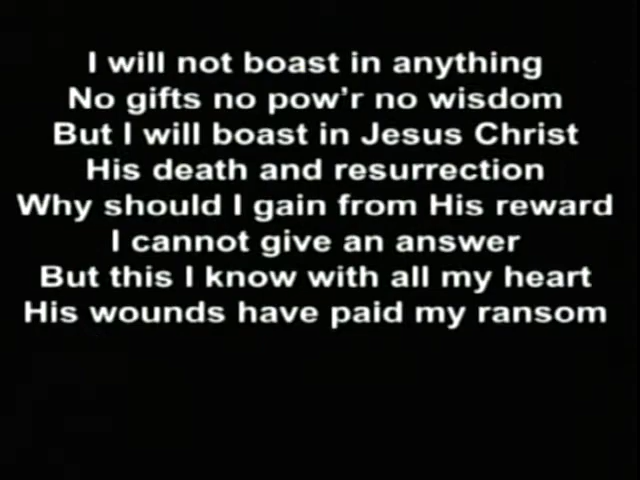 I will not boast in anything
No gifts no pow’r no wisdom
But I will boast in Jesus Christ
His death and resurrection
Why should I gain from His reward
I cannot give an answer
But this I know with all my heart
His wounds have paid my ransom